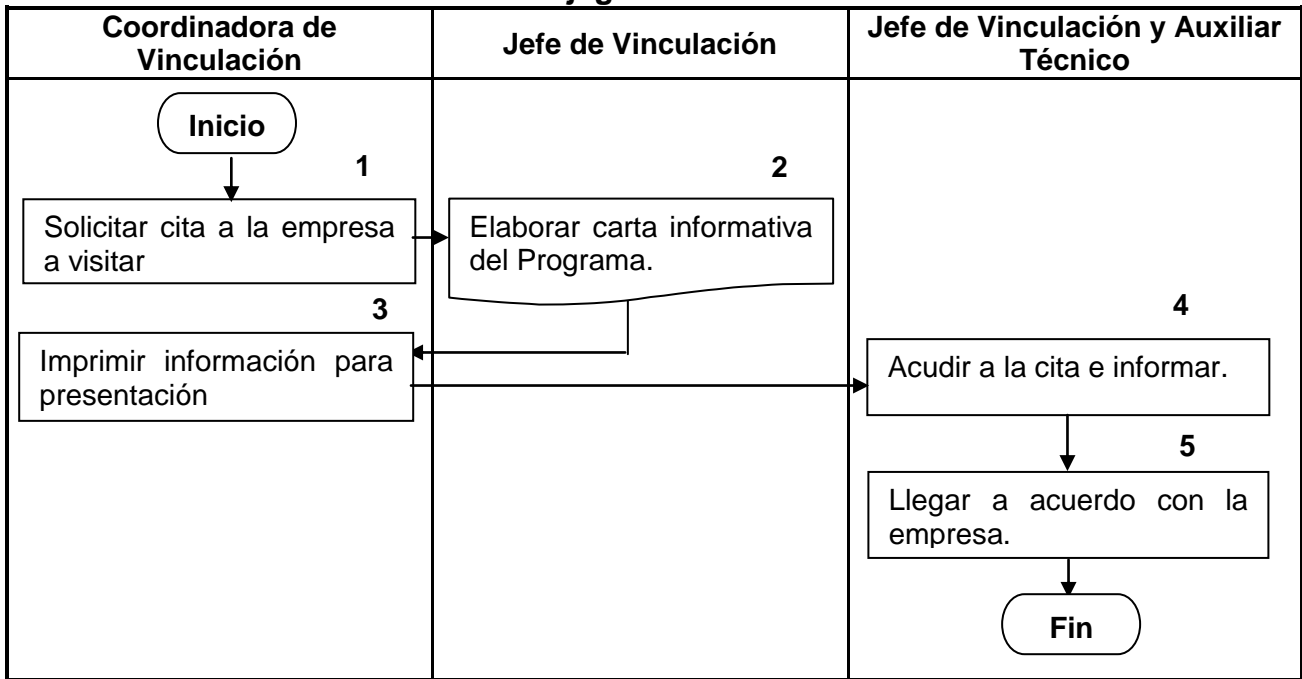 Coordinadora de
Vinculación
Jefe de Vinculación
Jefe de Vinculación y Auxiliar
Técnico
Inicio
1
Solicitar cita a la empresa
a visitar
2
Elaborar carta informativa
del Programa.
3
Imprimir información para
presentación
4
Acudir a la cita e informar.
5
Llegar a acuerdo con la
empresa.
Fin